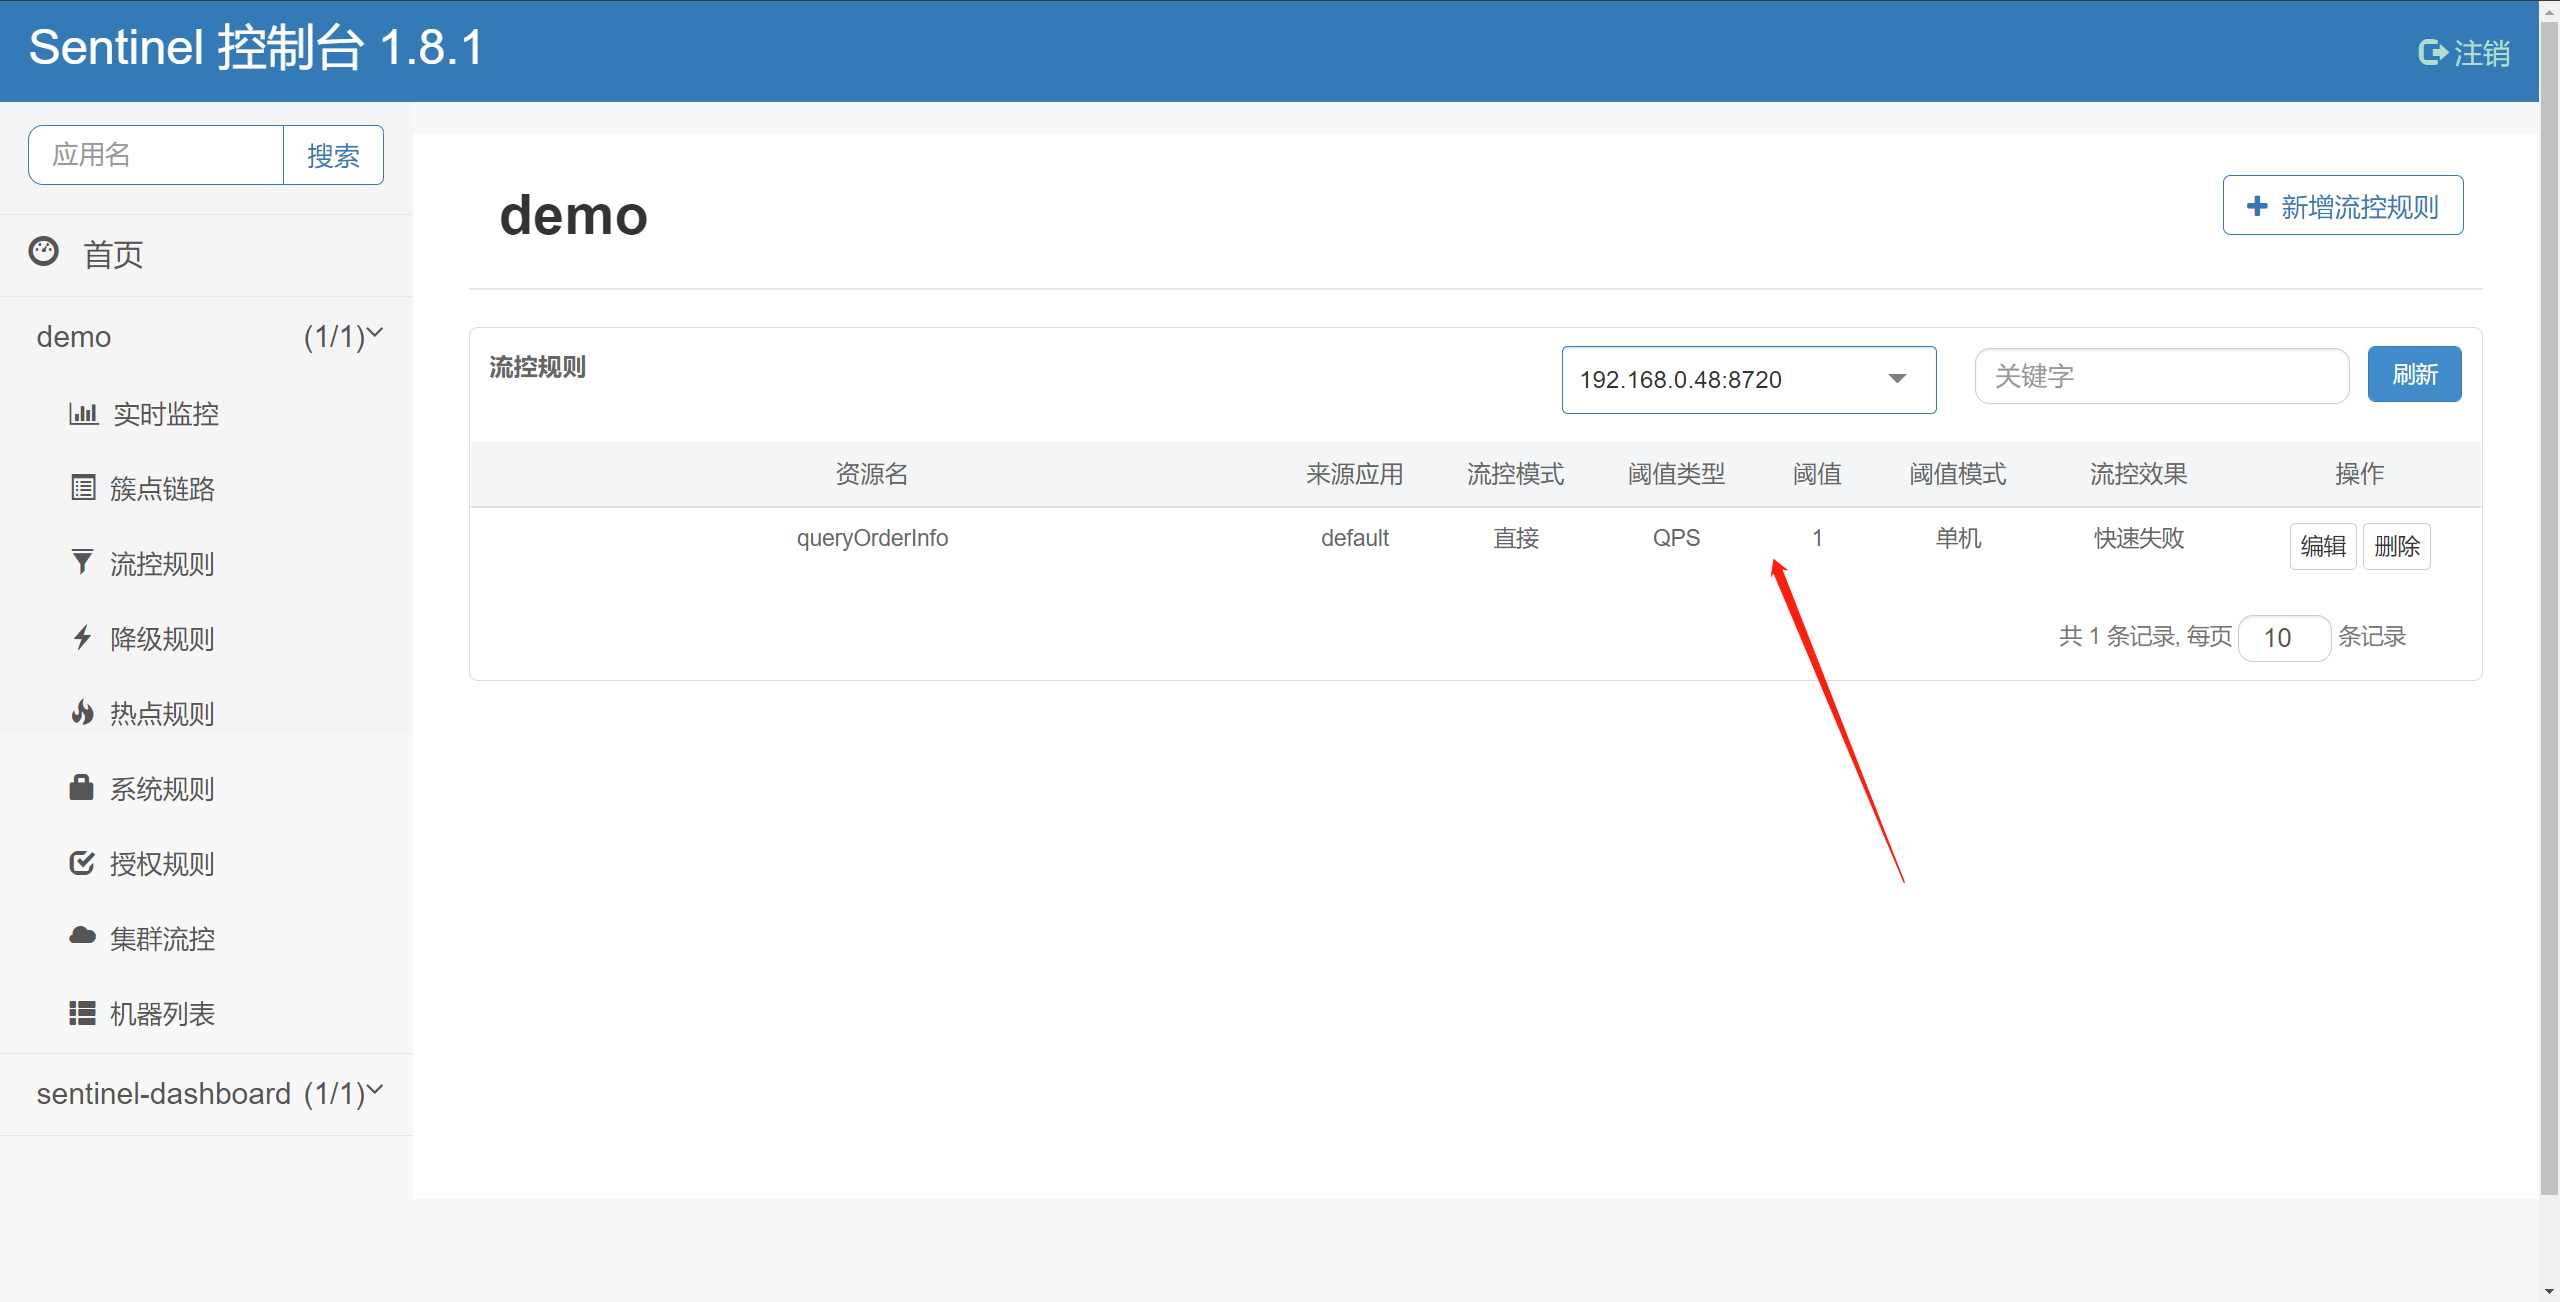 Sentinel 控制台 1.8.1
注销
应用名 搜索
首页
demo (1/1)
实时监控
簇点链路
流控规则
降级规则
热点规则
系统规则
授权规则
集群流控
机器列表
sentinel-dashboard (1/1)
demo
新增流控规则
流控规则 192.168.0.48:8720 关键字 刷新
资源名 来源应用 流控模式 阈值类型 阈值 阈值模式 流控效果 操作
queryOrderInfo default 直接 QPS 1 单机 快速失败 编辑 删除
共 1 条记录, 每页 10 条记录